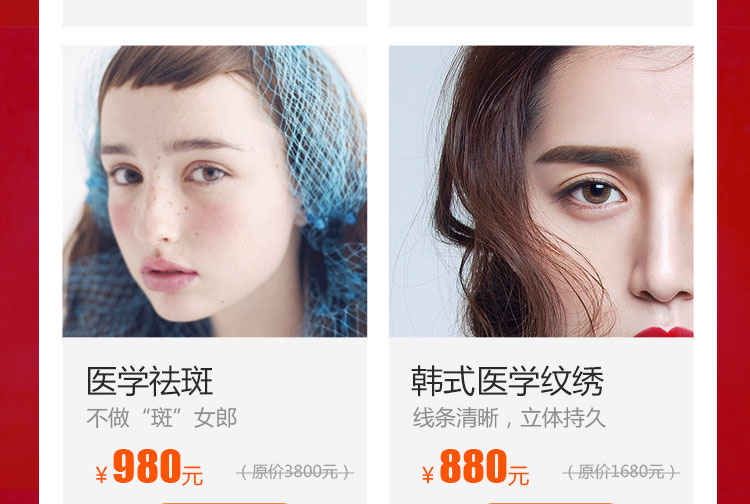 医学祛斑
不做“斑”女郎
¥980元（原价3800元）
韩式医学纹绣
线条清晰，立体持久
¥880元（原价1680元）